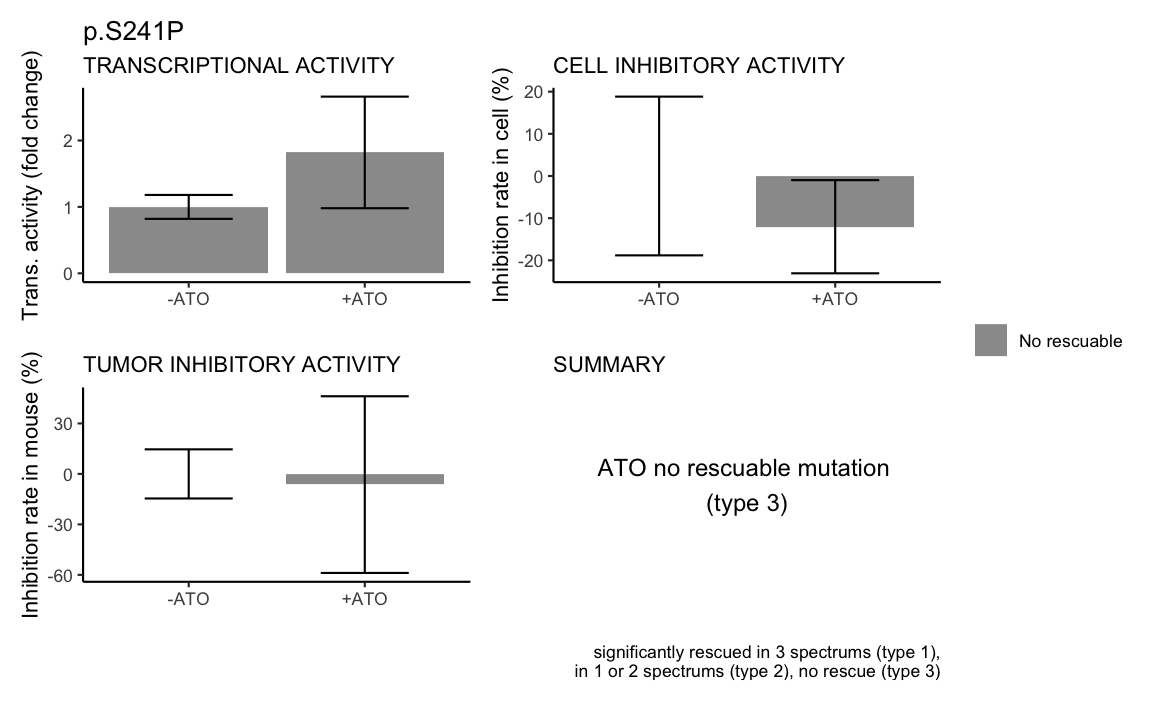 p.S241P
TRANSCRIPTIONAL ACTIVITY
Trans. activity (fold change)
2
1
0
-ATO
+ATO
CELL INHIBITORY ACTIVITY
Inhibition rate in cell (%)
20
10
0
-10
-20
-ATO
+ATO
No rescuable
TUMOR INHIBITORY ACTIVITY
Inhibition rate in mouse (%)
30
0
-30
-60
-ATO
+ATO
SUMMARY
ATO no rescuable mutation
(type 3)
significantly rescued in 3 spectrums (type 1),
in 1 or 2 spectrums (type 2), no rescue (type 3)